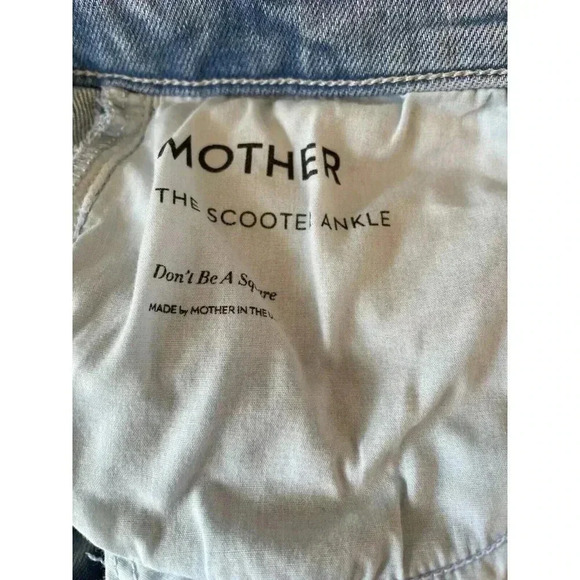 MOTHER
THE SCOOTER ANKLE
Don't Be A Square
MADE by MOTHER IN THE